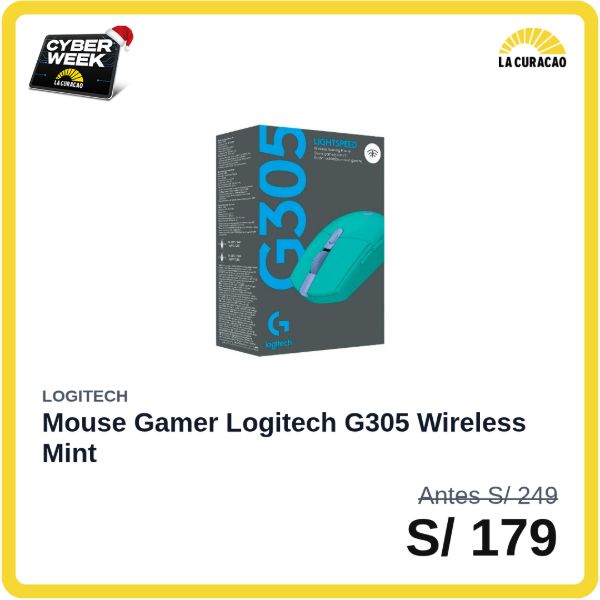 CYBER
WEEK
LA CURACAO
LA CURACAO
G305
LIGHTSPEED
logitech
LOGITECH
Mouse Gamer Logitech G305 Wireless
Mint
Antes S/ 249
S/ 179